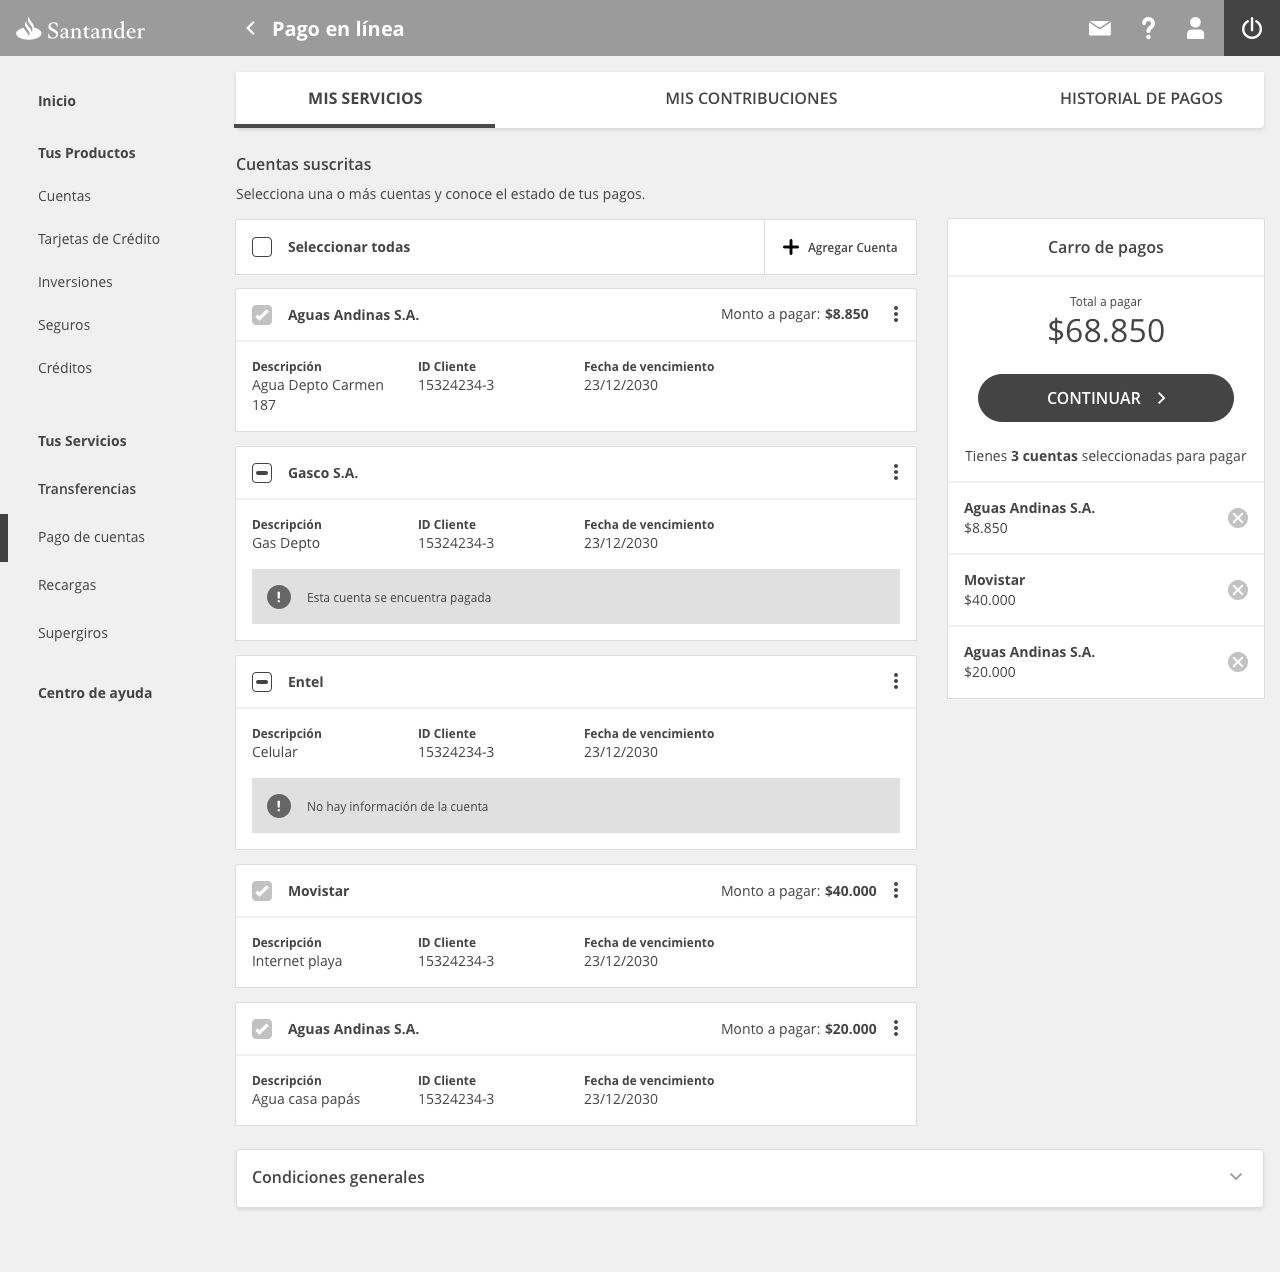 Santander
Pago en línea
Inicio
Tus Productos
Cuentas
Tarjetas de Crédito
Inversiones
Seguros
Créditos
Tus Servicios
Transferencias
Pago de cuentas
Recargas
Supergiros
Centro de ayuda
MIS SERVICIOS
MIS CONTRIBUCIONES
HISTORIAL DE PAGOS
Cuentas suscritas
Selecciona una o más cuentas y conoce el estado de tus pagos.
Seleccionar todas
Agregar Cuenta
Aguas Andinas S.A.
Monto a pagar: $8.850
Descripción
Agua Depto Carmen
187
ID Cliente
15324234-3
Fecha de vencimiento
23/12/2030
Gasco S.A.
Descripción
Gas Depto
ID Cliente
15324234-3
Fecha de vencimiento
23/12/2030
Esta cuenta se encuentra pagada
Entel
Descripción
Celular
ID Cliente
15324234-3
Fecha de vencimiento
23/12/2030
No hay información de la cuenta
Movistar
Monto a pagar: $40.000
Descripción
Internet playa
ID Cliente
15324234-3
Fecha de vencimiento
23/12/2030
Aguas Andinas S.A.
Monto a pagar: $20.000
Descripción
Agua casa papás
ID Cliente
15324234-3
Fecha de vencimiento
23/12/2030
Carro de pagos
Total a pagar
$68.850
CONTINUAR
Tienes 3 cuentas seleccionadas para pagar
Aguas Andinas S.A.
$8.850
Movistar
$40.000
Aguas Andinas S.A.
$20.000
Condiciones generales